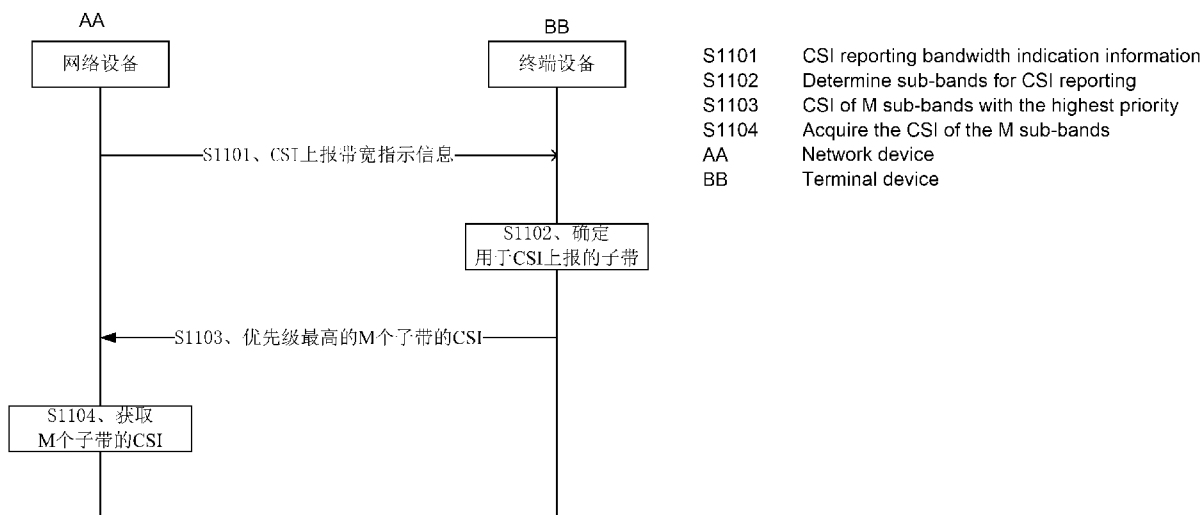 AA
BB
网络设备
终端设备
S1101、CSI上报带宽指示信息
S1102、确定
用于CSI上报的子带
S1103、优先级最高的M个子带的CSI
S1104、获取
M个子带的CSI
S1101 CSI reporting bandwidth indication information
S1102 Determine sub-bands for CSI reporting
S1103 CSI of M sub-bands with the highest priority
S1104 Acquire the CSI of the M sub-bands
AA Network device
BB Terminal device